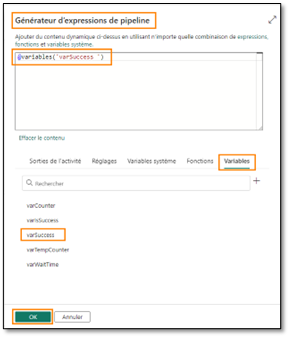 Générateur d'expressions de pipeline
Ajouter du contenu dynamique ci-dessus en utilisant n'importe quelle combinaison de expressions,
fonctions et variables système.
@variables('varSuccess ')
Effacer le contenu
Sorties de l'activité Réglages Variables système Fonctions Variables
Rechercher
varCounter
varIsSuccess
varSuccess
varTempCounter
varWaitTime
OK Annuler